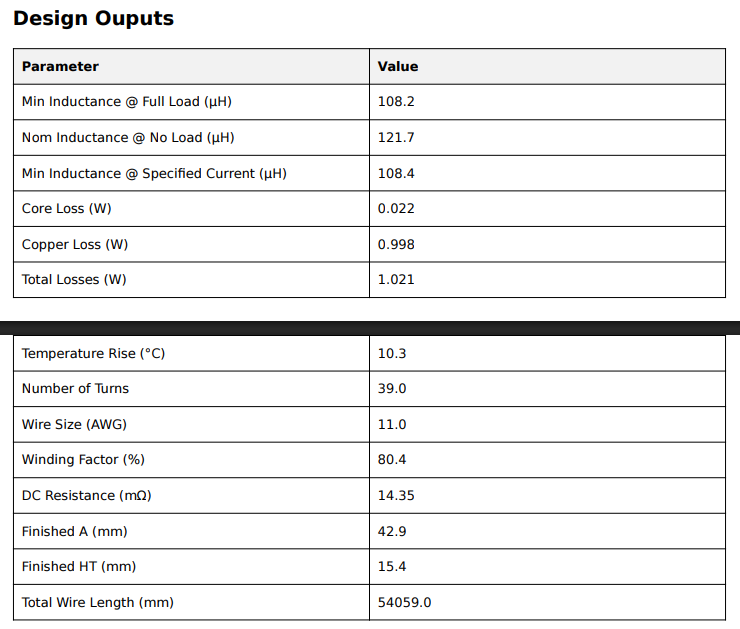 Design Ouputs
Parameter Value
Min Inductance @ Full Load (µH) 108.2
Nom Inductance @ No Load (µH) 121.7
Min Inductance @ Specified Current (µH) 108.4
Core Loss (W) 0.022
Copper Loss (W) 0.998
Total Losses (W) 1.021
Temperature Rise (°C) 10.3
Number of Turns 39.0
Wire Size (AWG) 11.0
Winding Factor (%) 80.4
DC Resistance (mΩ) 14.35
Finished A (mm) 42.9
Finished HT (mm) 15.4
Total Wire Length (mm) 54059.0